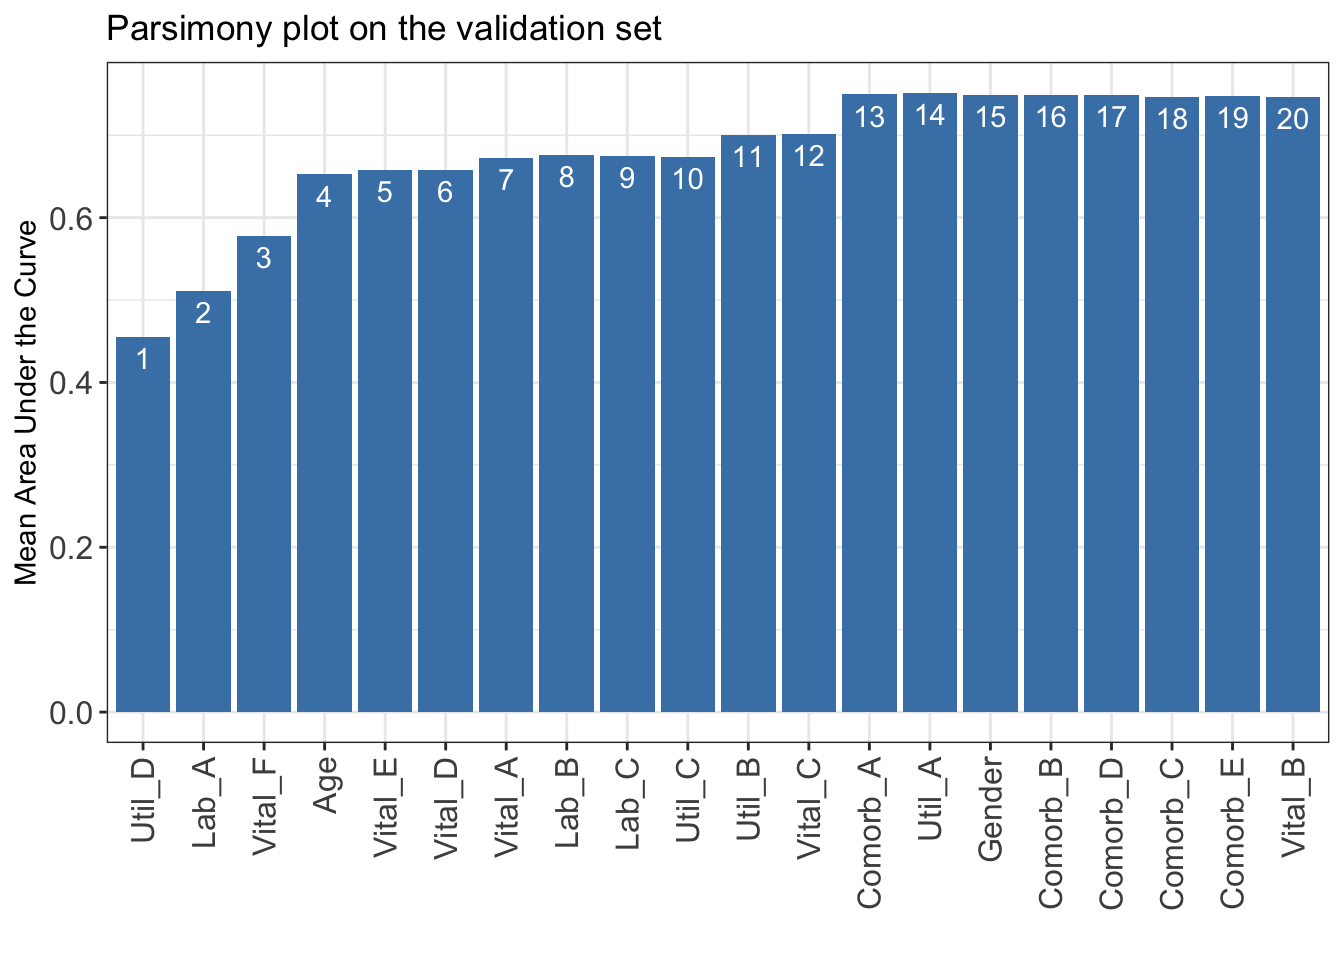 Parsimony plot on the validation set
Mean Area Under the Curve
0.6
0.4
0.2
0.0
1
2
3
4
5
6
7
8
9
10
11
12
13
14
15
16
17
18
19
20
Util_D
Lab_A
Vital_F
Age
Vital_E
Vital_D
Vital_A
Lab_B
Lab_C
Util_C
Util_B
Vital_C
Comorb_A
Util_A
Gender
Comorb_B
Comorb_D
Comorb_C
Comorb_E
Vital_B